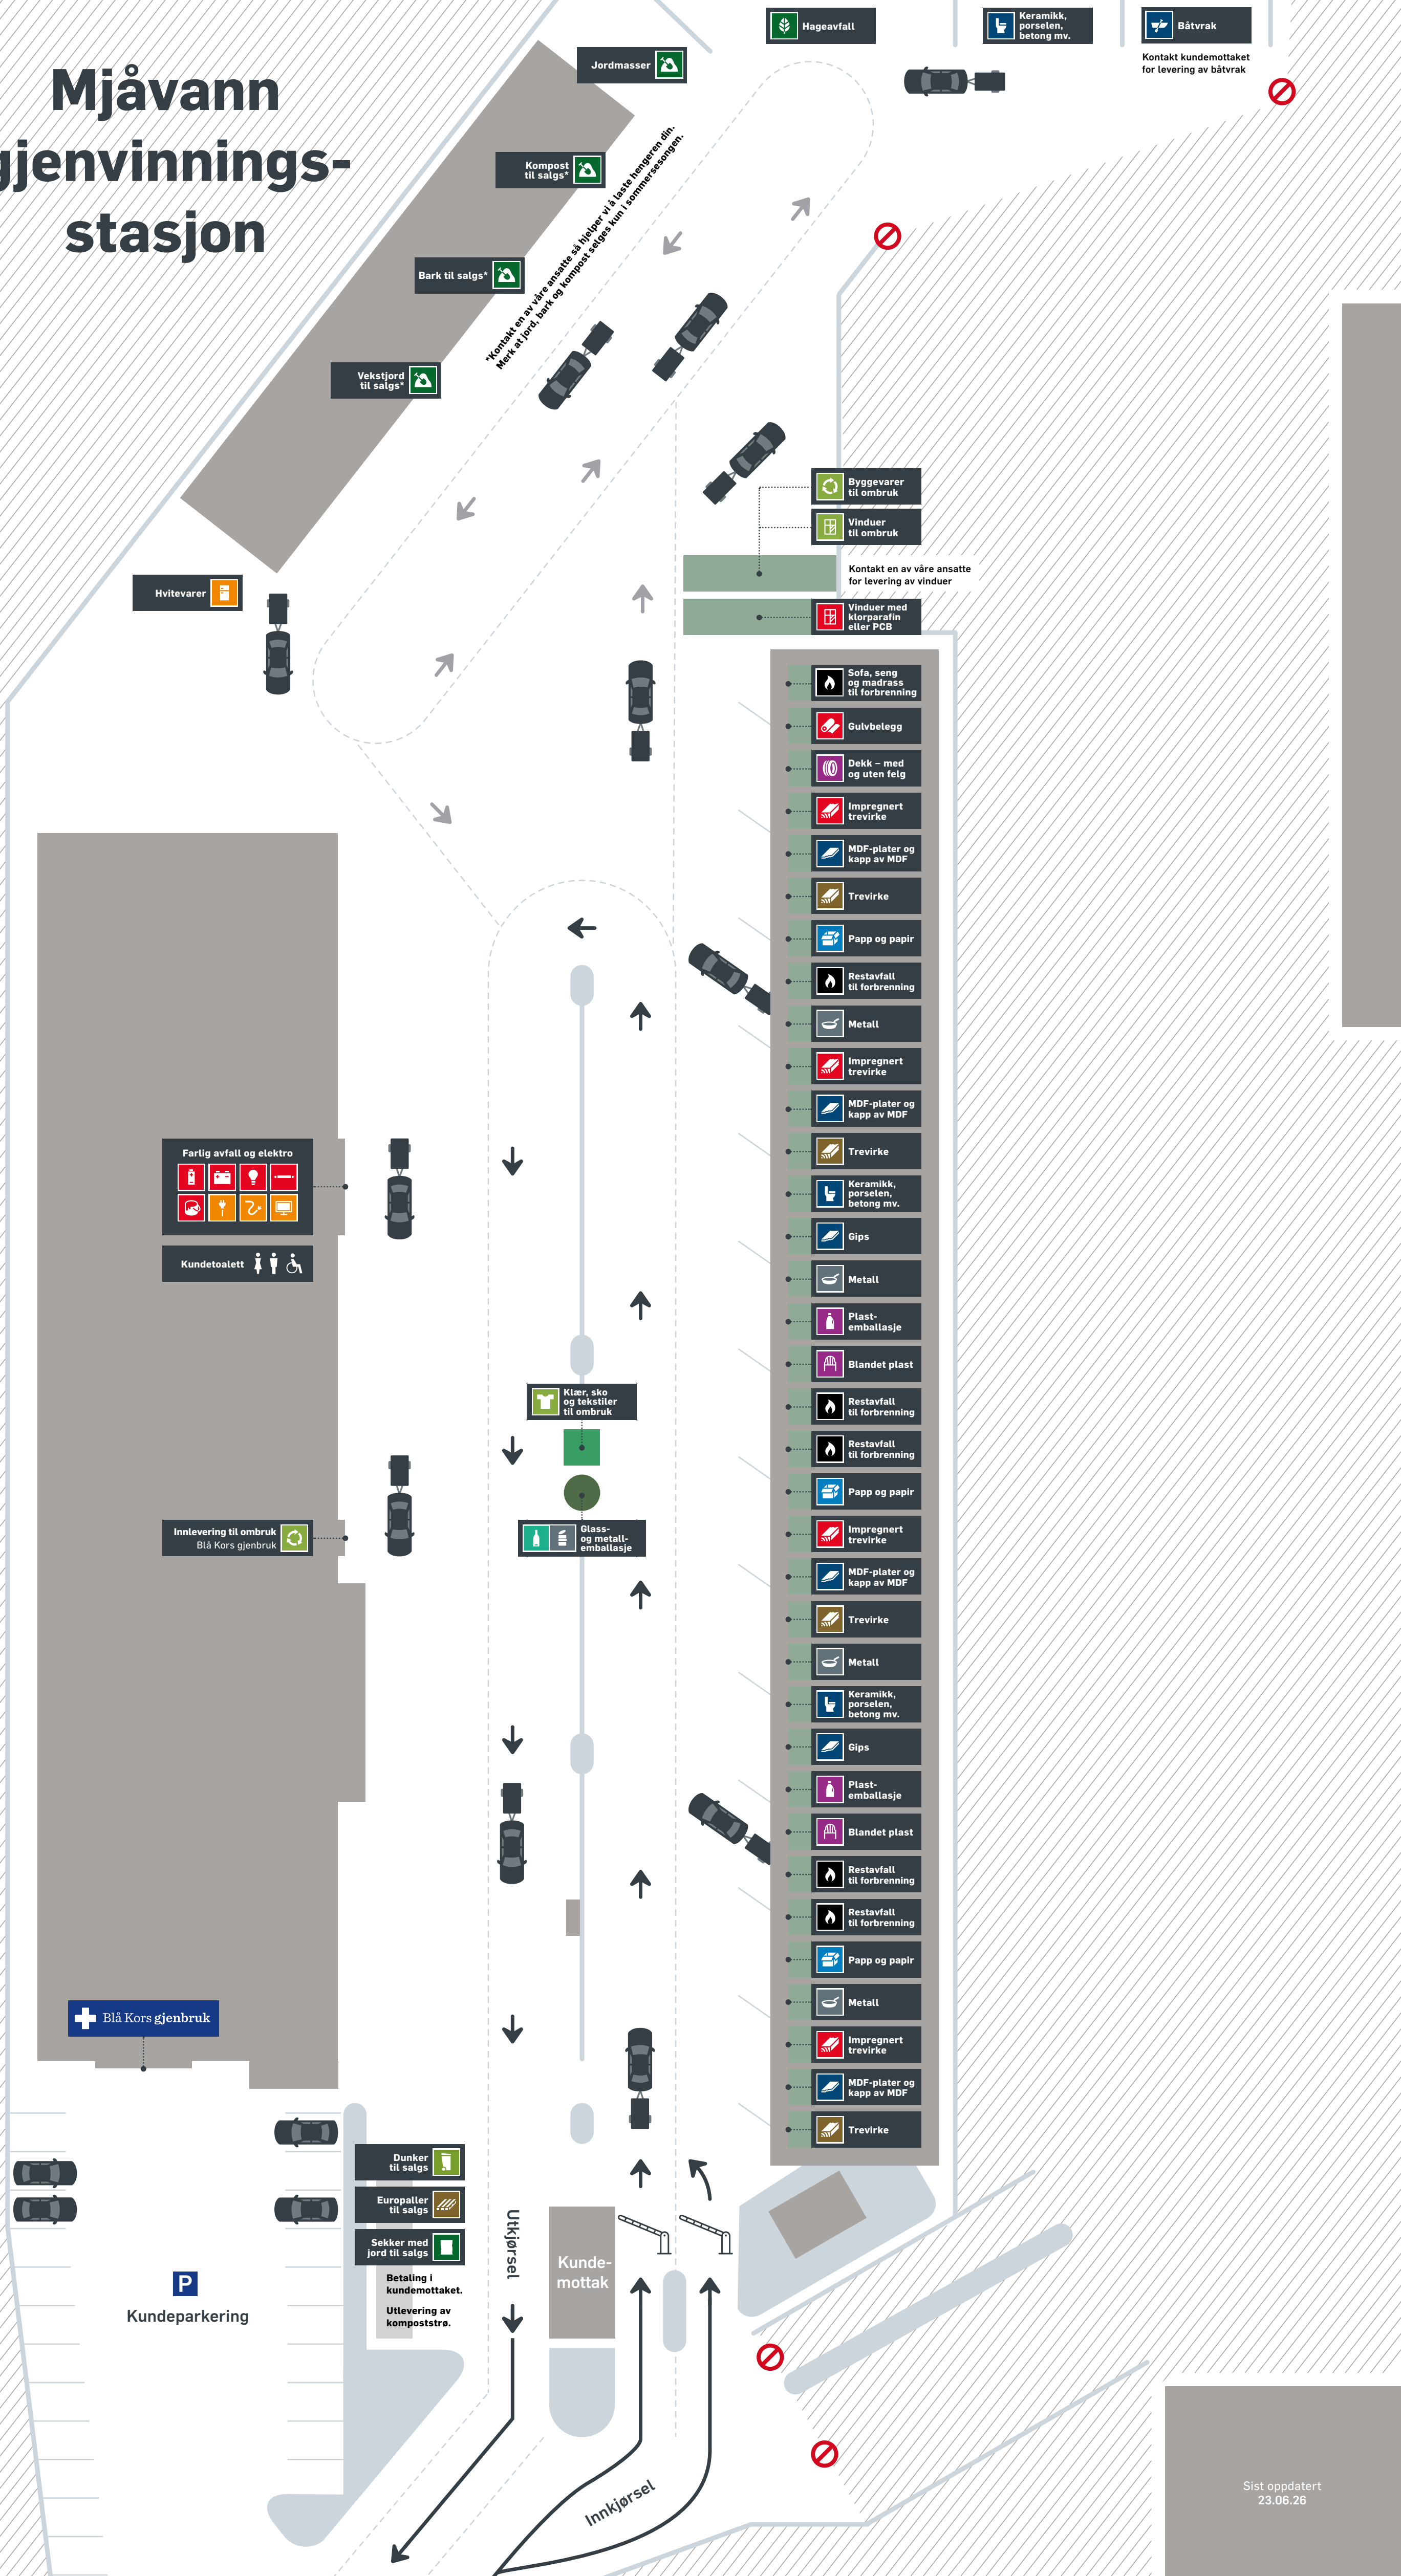 Mjåvann
gjenvinnings-
stasjon
Jordmasser
Hageavfall
Keramikk,
porselen,
betong mv.
Båtvrak
Kontakt kundemottaket
for levering av båtvrak
Kompost
til salgs*
Bark til salgs*
Vekstjord
til salgs*
*Kontakt en av våre ansatte så hjelper vi å laste hengeren din.
Merk at jord, bark og kompost selges kun i sommersesongen.
Hvitevarer
Byggevarer
til ombruk
Vinduer
til ombruk
Kontakt en av våre ansatte
for levering av vinduer
Vinduer med
klorparafin
eller PCB
Sofa, seng
og madrass
til forbrenning
Gulvbelegg
Dekk – med
og uten felg
Impregnert
trevirke
MDF-plater og
kapp av MDF
Trevirke
Papp og papir
Restavfall
til forbrenning
Metall
Impregnert
trevirke
MDF-plater og
kapp av MDF
Trevirke
Keramikk,
porselen,
betong mv.
Gips
Metall
Plast-
emballasje
Blandet plast
Restavfall
til forbrenning
Restavfall
til forbrenning
Papp og papir
Impregnert
trevirke
MDF-plater og
kapp av MDF
Trevirke
Metall
Keramikk,
porselen,
betong mv.
Gips
Plast-
emballasje
Blandet plast
Restavfall
til forbrenning
Restavfall
til forbrenning
Papp og papir
Metall
Impregnert
trevirke
MDF-plater og
kapp av MDF
Trevirke
Farlig avfall og elektro
Kundetoalett
Klær, sko
og tekstiler
til ombruk
Glass-
og metall-
emballasje
Innlevering til ombruk
Blå Kors gjenbruk
Blå Kors gjenbruk
Dunker
til salgs
Europaller
til salgs
Sekker med
jord til salgs
Betaling i
kundemottaket.
Utlevering av
kompoststrø.
P
Kundeparkering
Utkjørsel
Kunde-
mottak
Innkjørsel
Sist oppdatert
23.06.26